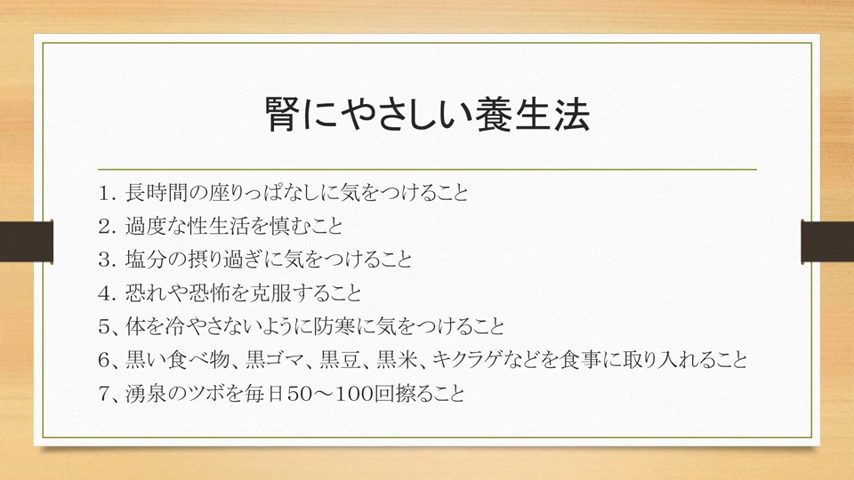 腎にやさしい養生法
１．長時間の座りっぱなしに気をつけること
２．過度な性生活を慎むこと
３．塩分の摂り過ぎに気をつけること
４．恐れや恐怖を克服すること
５、体を冷やさないように防寒に気をつけること
６、黒い食べ物、黒ゴマ、黒豆、黒米、キクラゲなどを食事に取り入れること
７、湧泉のツボを毎日５０～１００回擦ること